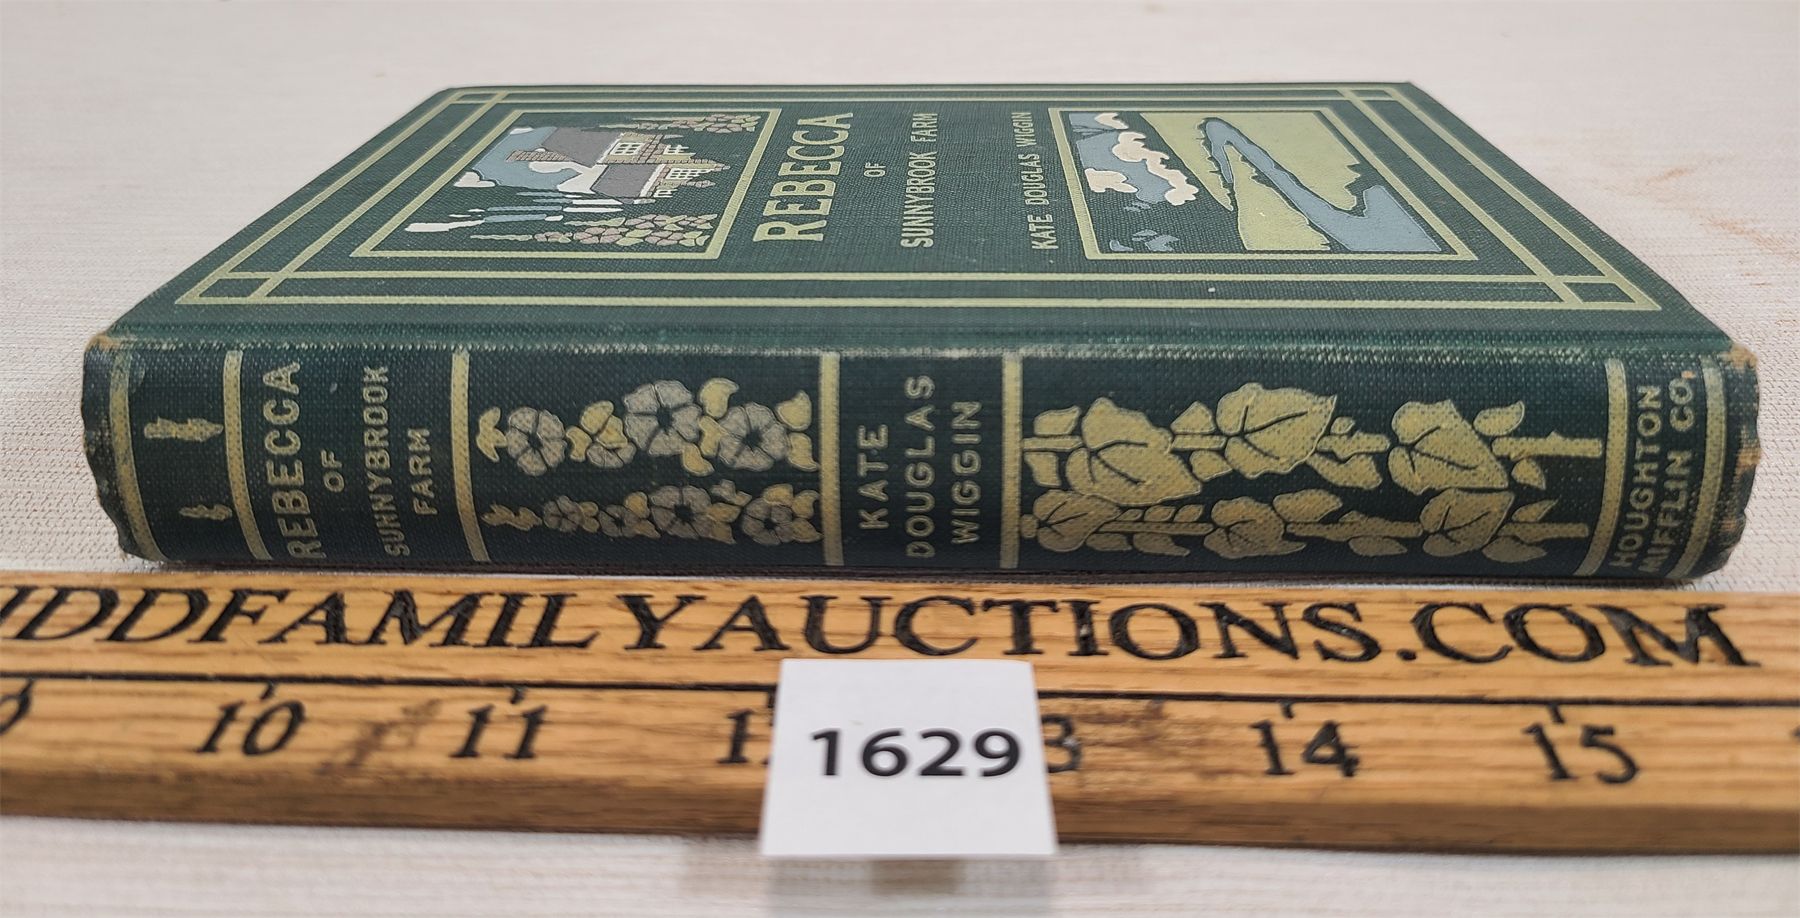 REBECCA
OF
SUNNYBROOK FARM
KATE DOUGLAS WIGGIN
REBECCA
OF
SUNNYBROOK
FARM
KATE
DOUGLAS
WIGGIN
HOUGHTON
MIFFLIN CO.
DDFAMILYAUCTIONS.COM
10 11 14 15
1629